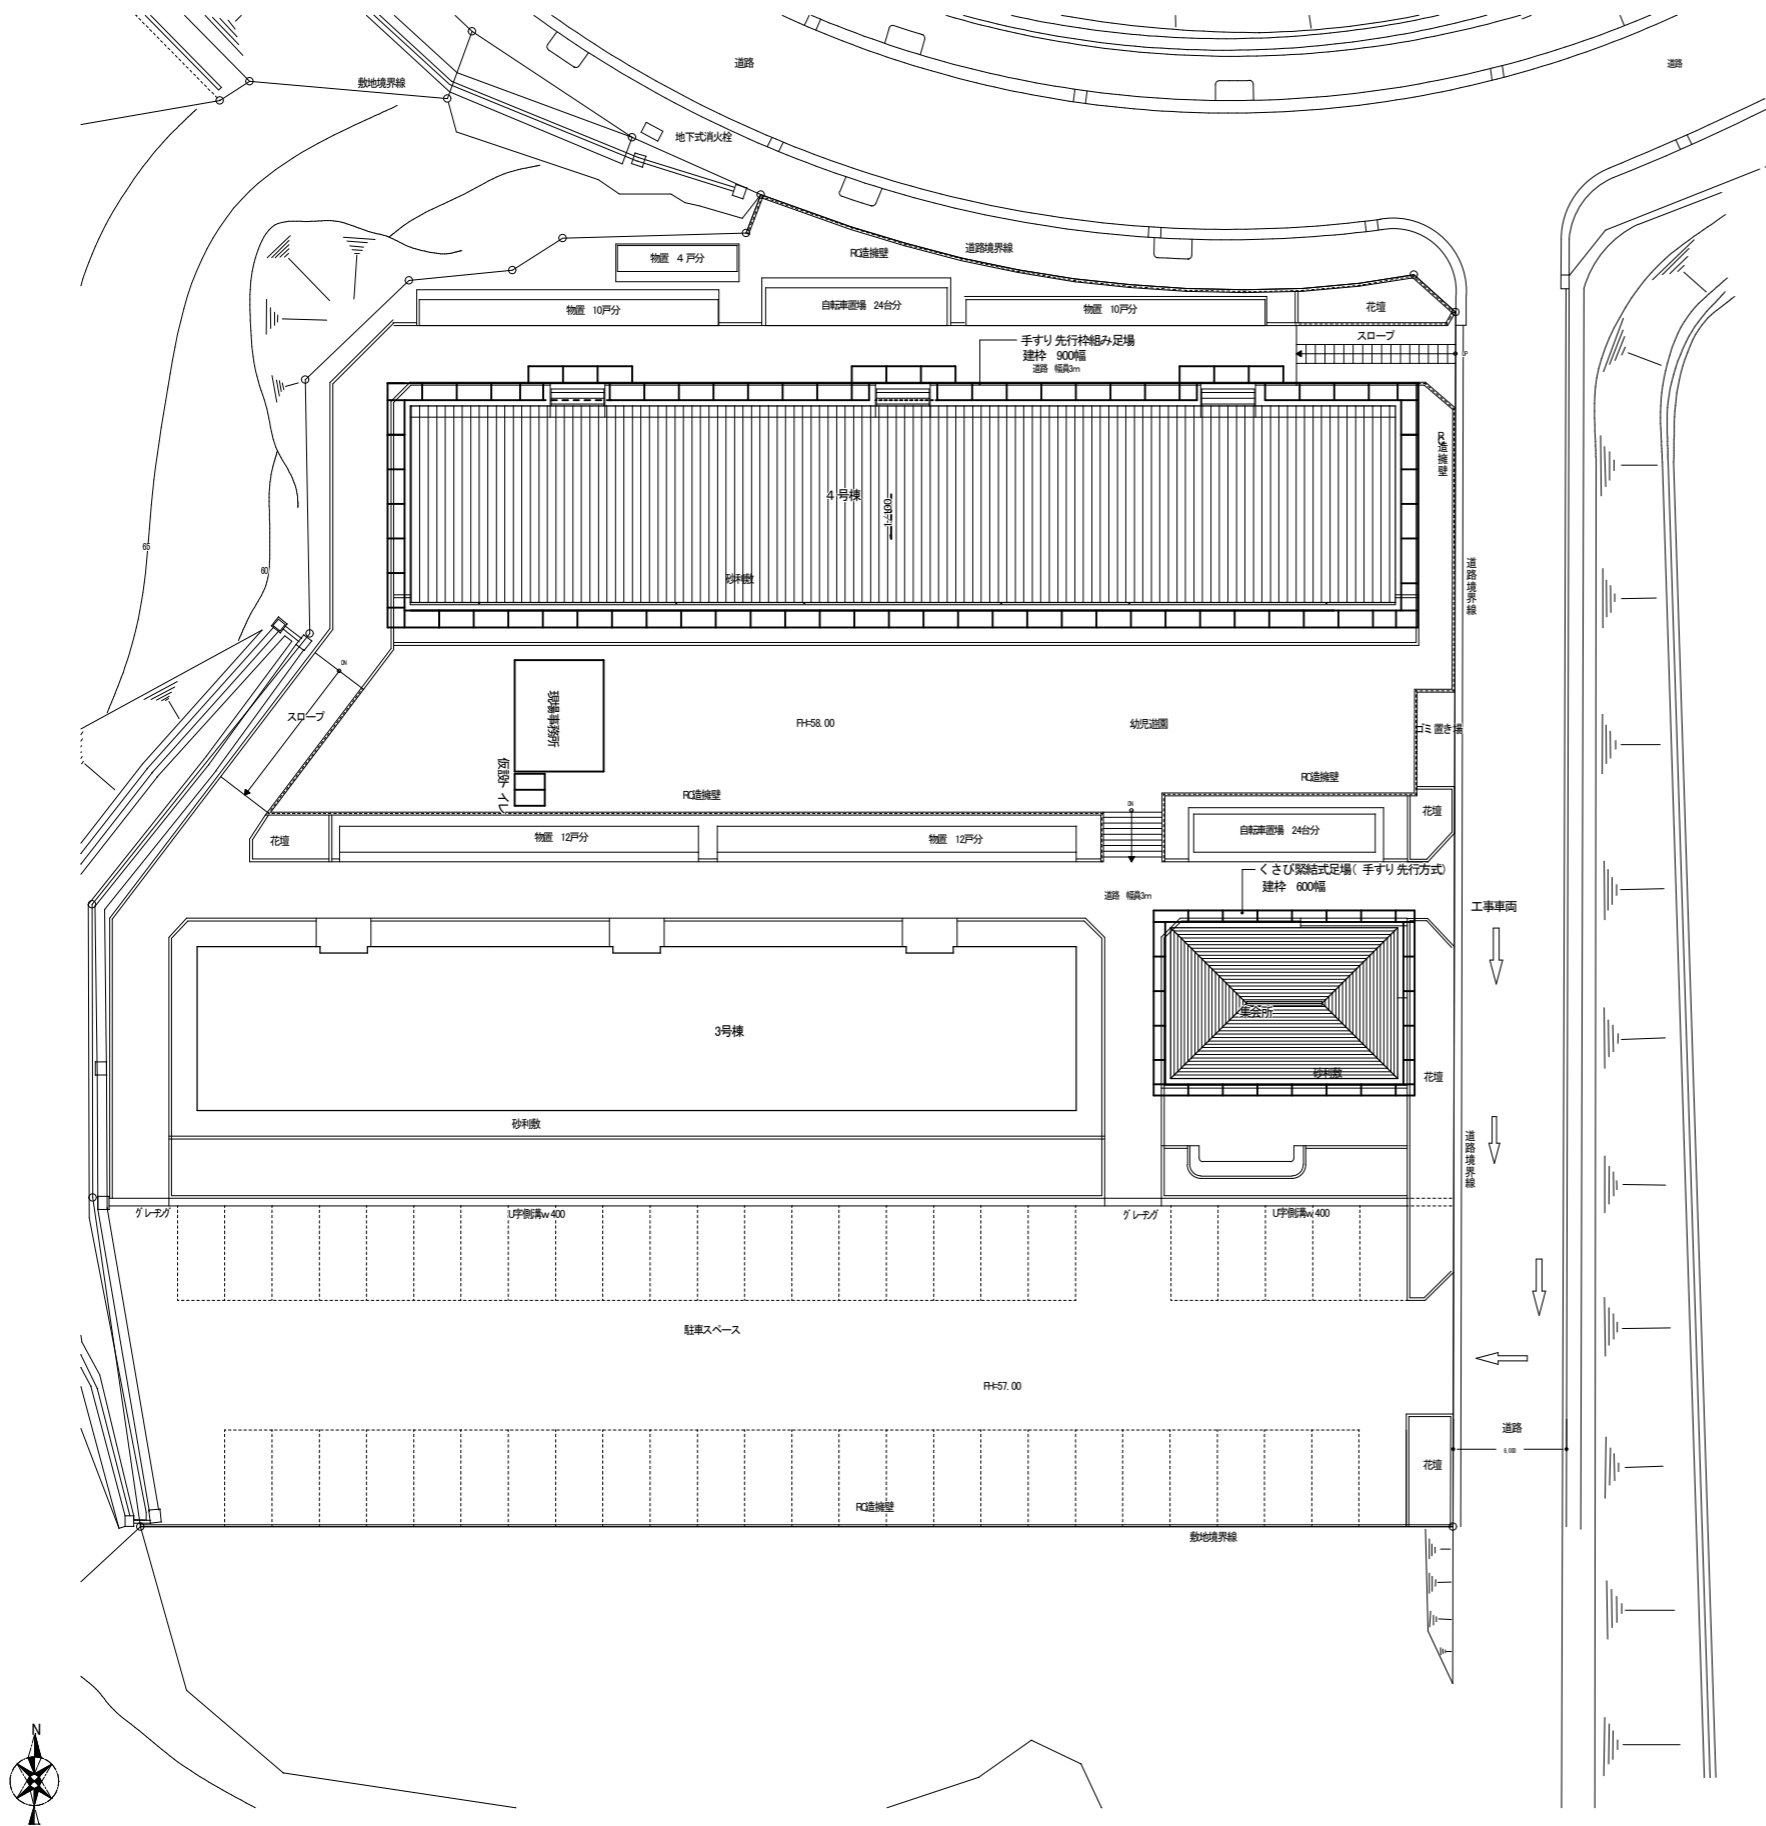 道路
道路
敷地境界線
地下式消火栓
道路境界線
RC造擁壁
物置 4戸分
自転車置場 24台分
花壇
物置 10戸分
物置 10戸分
スロープ
手すり先行枠組み足場
建枠 900幅
道路 幅員3m
UP
RC造擁壁
4号棟
65
60
砂利敷
道路境界線
DN
スロープ
現場事務所
FH=58.00
幼児遊園
ゴミ置き場
仮設トイレ
RC造擁壁
RC造擁壁
DN
花壇
花壇
物置 12戸分
物置 12戸分
自転車置場 24台分
くさび緊結式足場(手すり先行方式)
建枠 600幅
道路 幅員3m
工事車両
集会所
3号棟
砂利敷
花壇
砂利敷
道路境界線
グレーチング
U字側溝w400
グレーチング
U字側溝w400
駐車スペース
FH=57.00
道路
6.000
花壇
RC造擁壁
敷地境界線
N